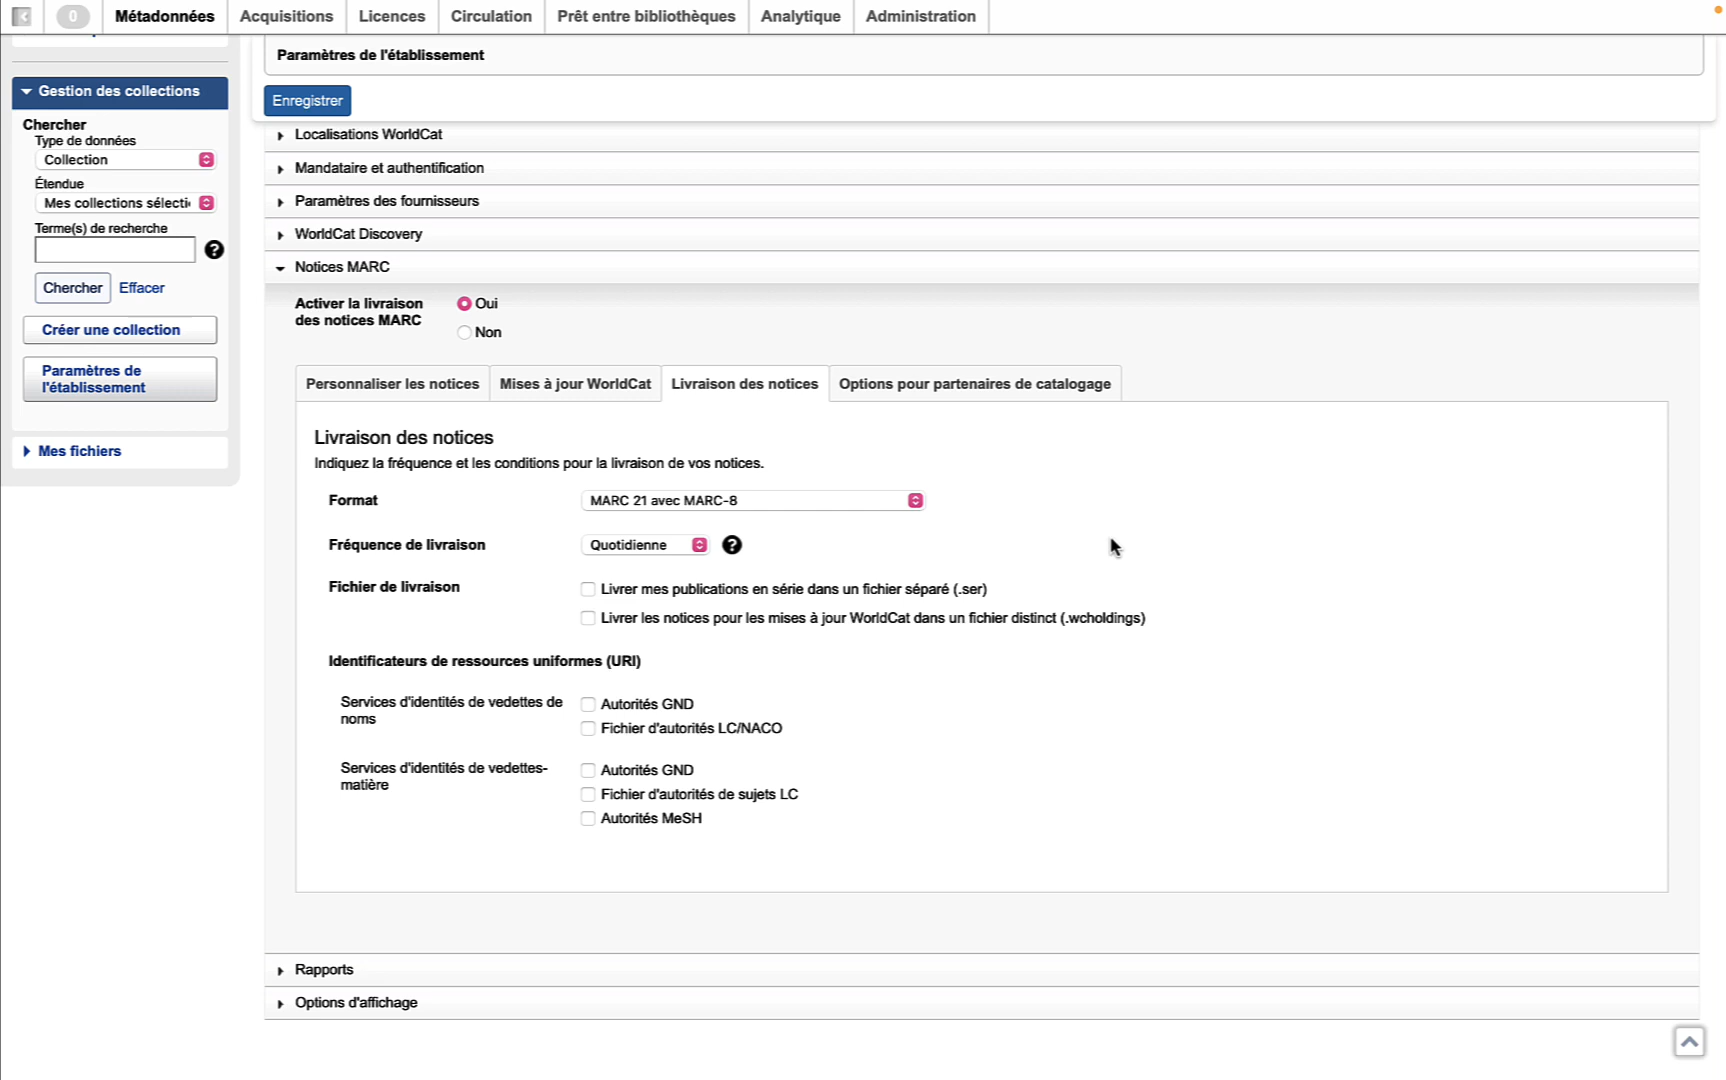 0
Métadonnées
Acquisitions
Licences
Circulation
Prêt entre bibliothèques
Analytique
Administration
Gestion des collections
Chercher
Type de données
Collection
Étendue
Mes collections sélecti
Terme(s) de recherche
?
Chercher
Effacer
Créer une collection
Paramètres de
l'établissement
Mes fichiers
Paramètres de l'établissement
Enregistrer
Localisations WorldCat
Mandataire et authentification
Paramètres des fournisseurs
WorldCat Discovery
Notices MARC
Activer la livraison
des notices MARC
Oui
Non
Personnaliser les notices
Mises à jour WorldCat
Livraison des notices
Options pour partenaires de catalogage
Livraison des notices
Indiquez la fréquence et les conditions pour la livraison de vos notices.
Format
MARC 21 avec MARC-8
Fréquence de livraison
Quotidienne
?
Fichier de livraison
Livrer mes publications en série dans un fichier séparé (.ser)
Livrer les notices pour les mises à jour WorldCat dans un fichier distinct (.wcholdings)
Identificateurs de ressources uniformes (URI)
Services d'identités de vedettes de
noms
Autorités GND
Fichier d'autorités LC/NACO
Services d'identités de vedettes-
matière
Autorités GND
Fichier d'autorités de sujets LC
Autorités MeSH
Rapports
Options d'affichage